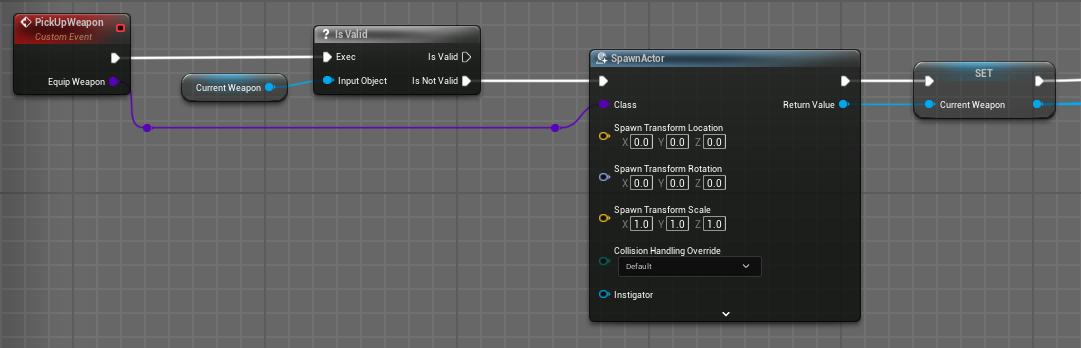 PickUpWeapon
Custom Event
Equip Weapon
Current Weapon
? Is Valid
Exec
Is Valid
Input Object
Is Not Valid
SpawnActor
Class
Return Value
Spawn Transform Location
X 0.0 Y 0.0 Z 0.0
Spawn Transform Rotation
X 0.0 Y 0.0 Z 0.0
Spawn Transform Scale
X 1.0 Y 1.0 Z 1.0
Collision Handling Override
Default
Instigator
SET
Current Weapon